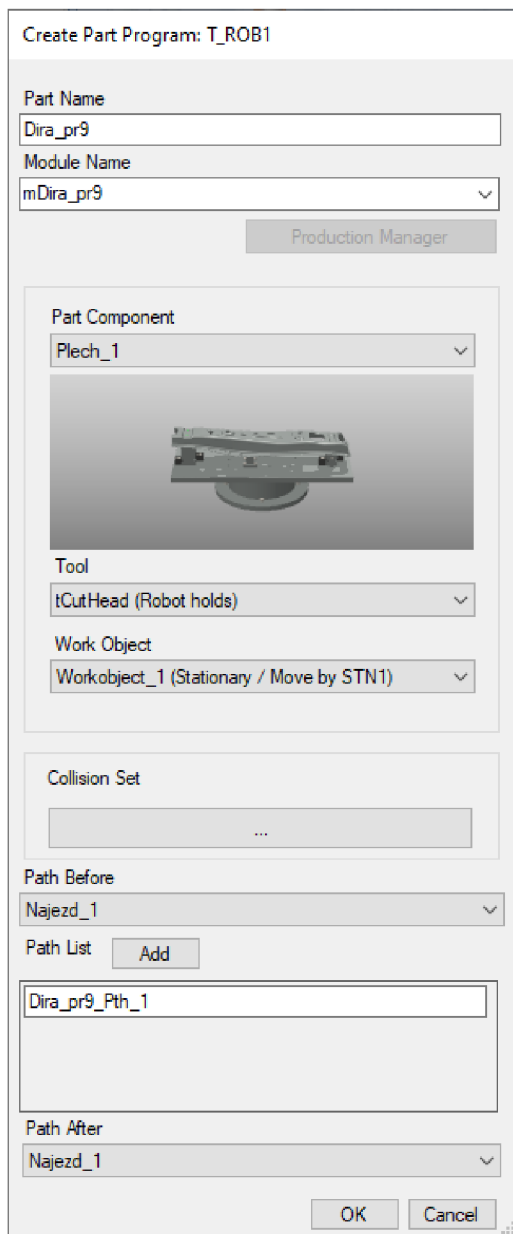 Create Part Program: T_ROB1
Part Name
Dira_pr9
Module Name
mDira_pr9
Production Manager
Part Component
Plech_1
Tool
tCutHead (Robot holds)
Work Object
Workobject_1 (Stationary / Move by STN1)
Collision Set
...
Path Before
Najezd_1
Path List Add
Dira_pr9_Pth_1
Path After
Najezd_1
OK Cancel